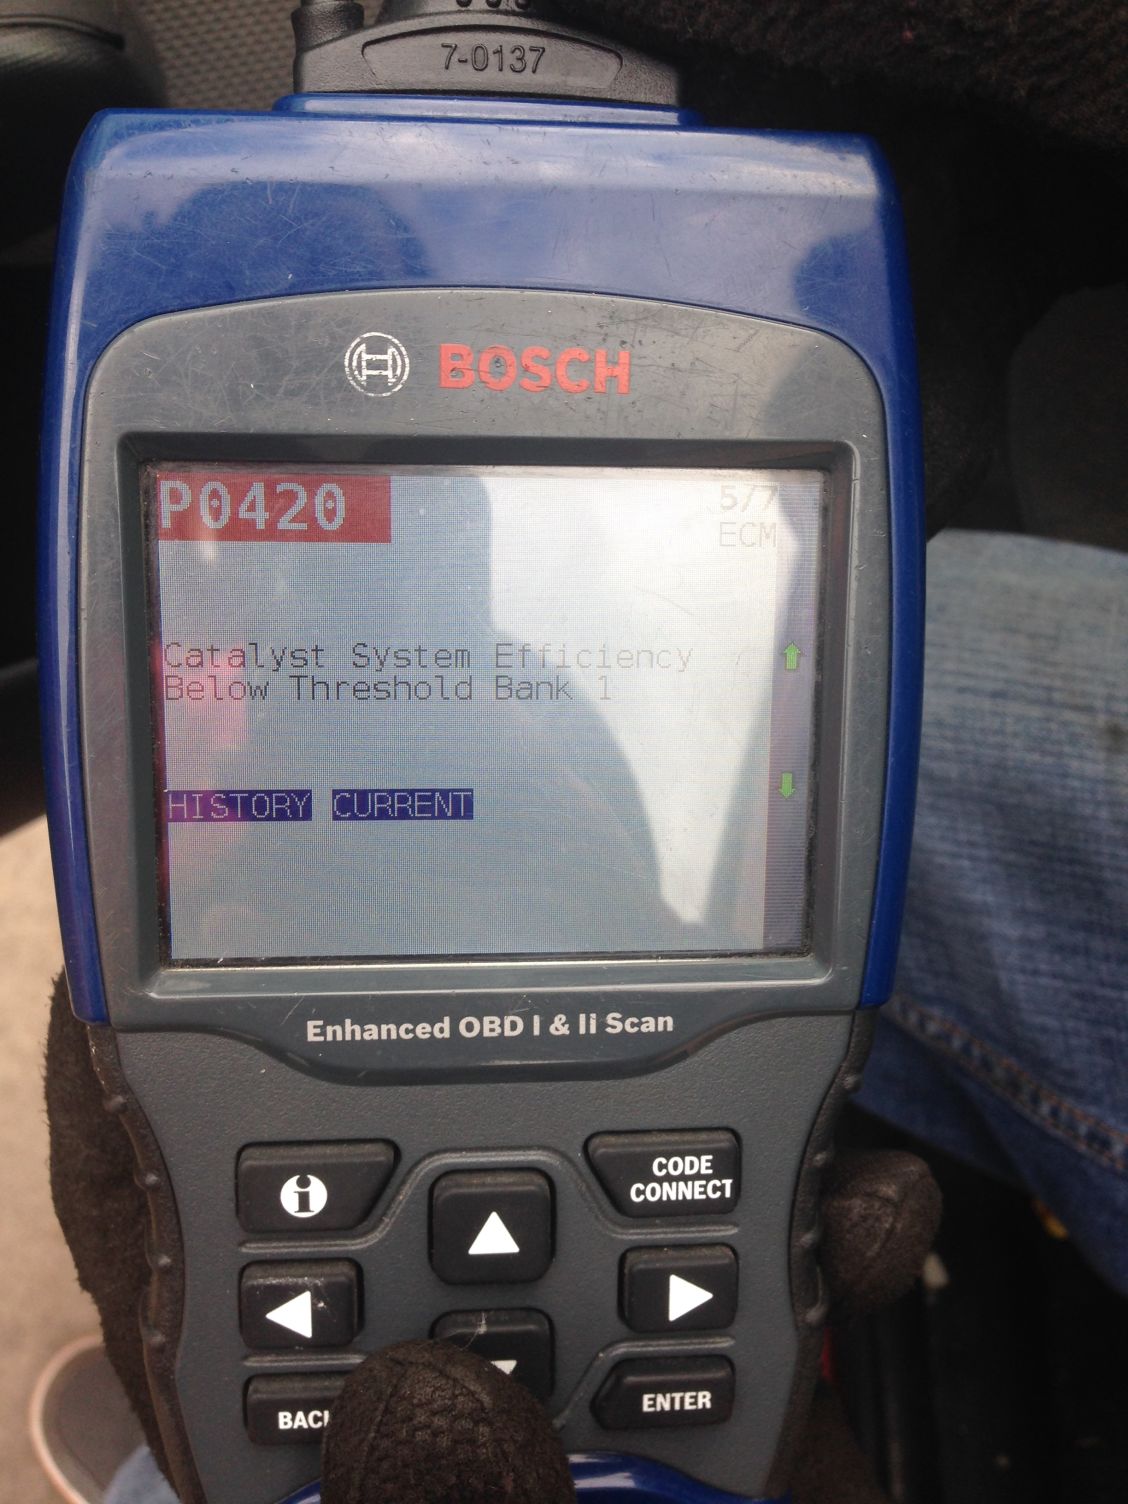 7-0137
BOSCH
P0420
5/7
ECM
Catalyst System Efficiency
Below Threshold Bank 1
HISTORY CURRENT
Enhanced OBD I & Ii Scan
i
CODE
CONNECT
BACK
ENTER